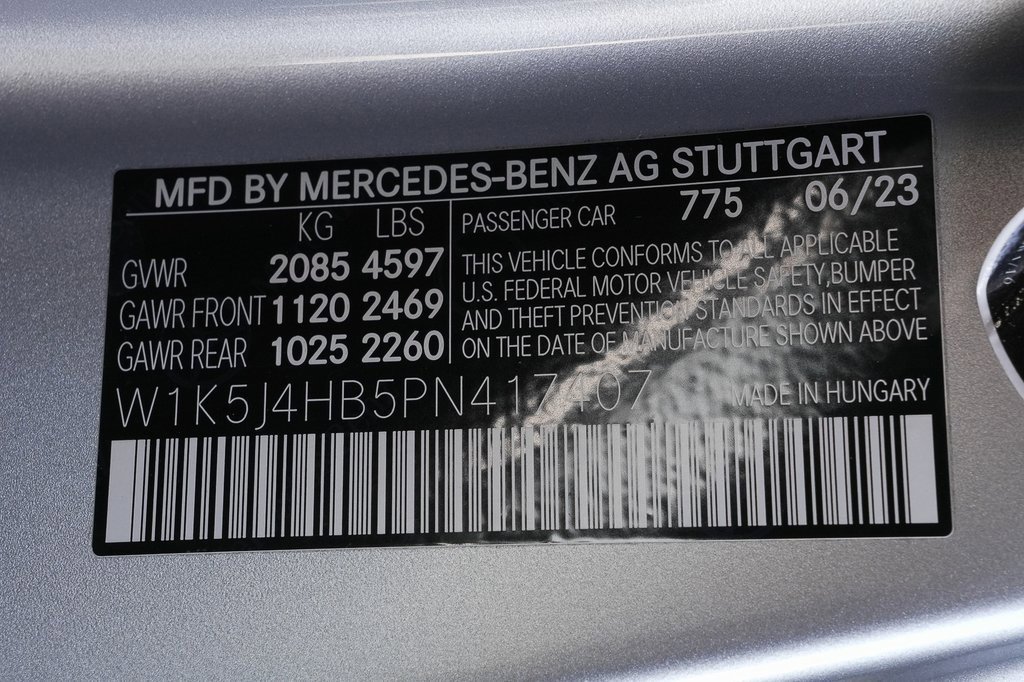 MFD BY MERCEDES-BENZ AG STUTTGART
KG LBS
GVWR 2085 4597
GAWR FRONT 1120 2469
GAWR REAR 1025 2260
PASSENGER CAR 775 06/23
THIS VEHICLE CONFORMS TO ALL APPLICABLE
U.S. FEDERAL MOTOR VEHICLE SAFETY,BUMPER
AND THEFT PREVENTION STANDARDS IN EFFECT
ON THE DATE OF MANUFACTURE SHOWN ABOVE
W1K5J4HB5PN417407
MADE IN HUNGARY